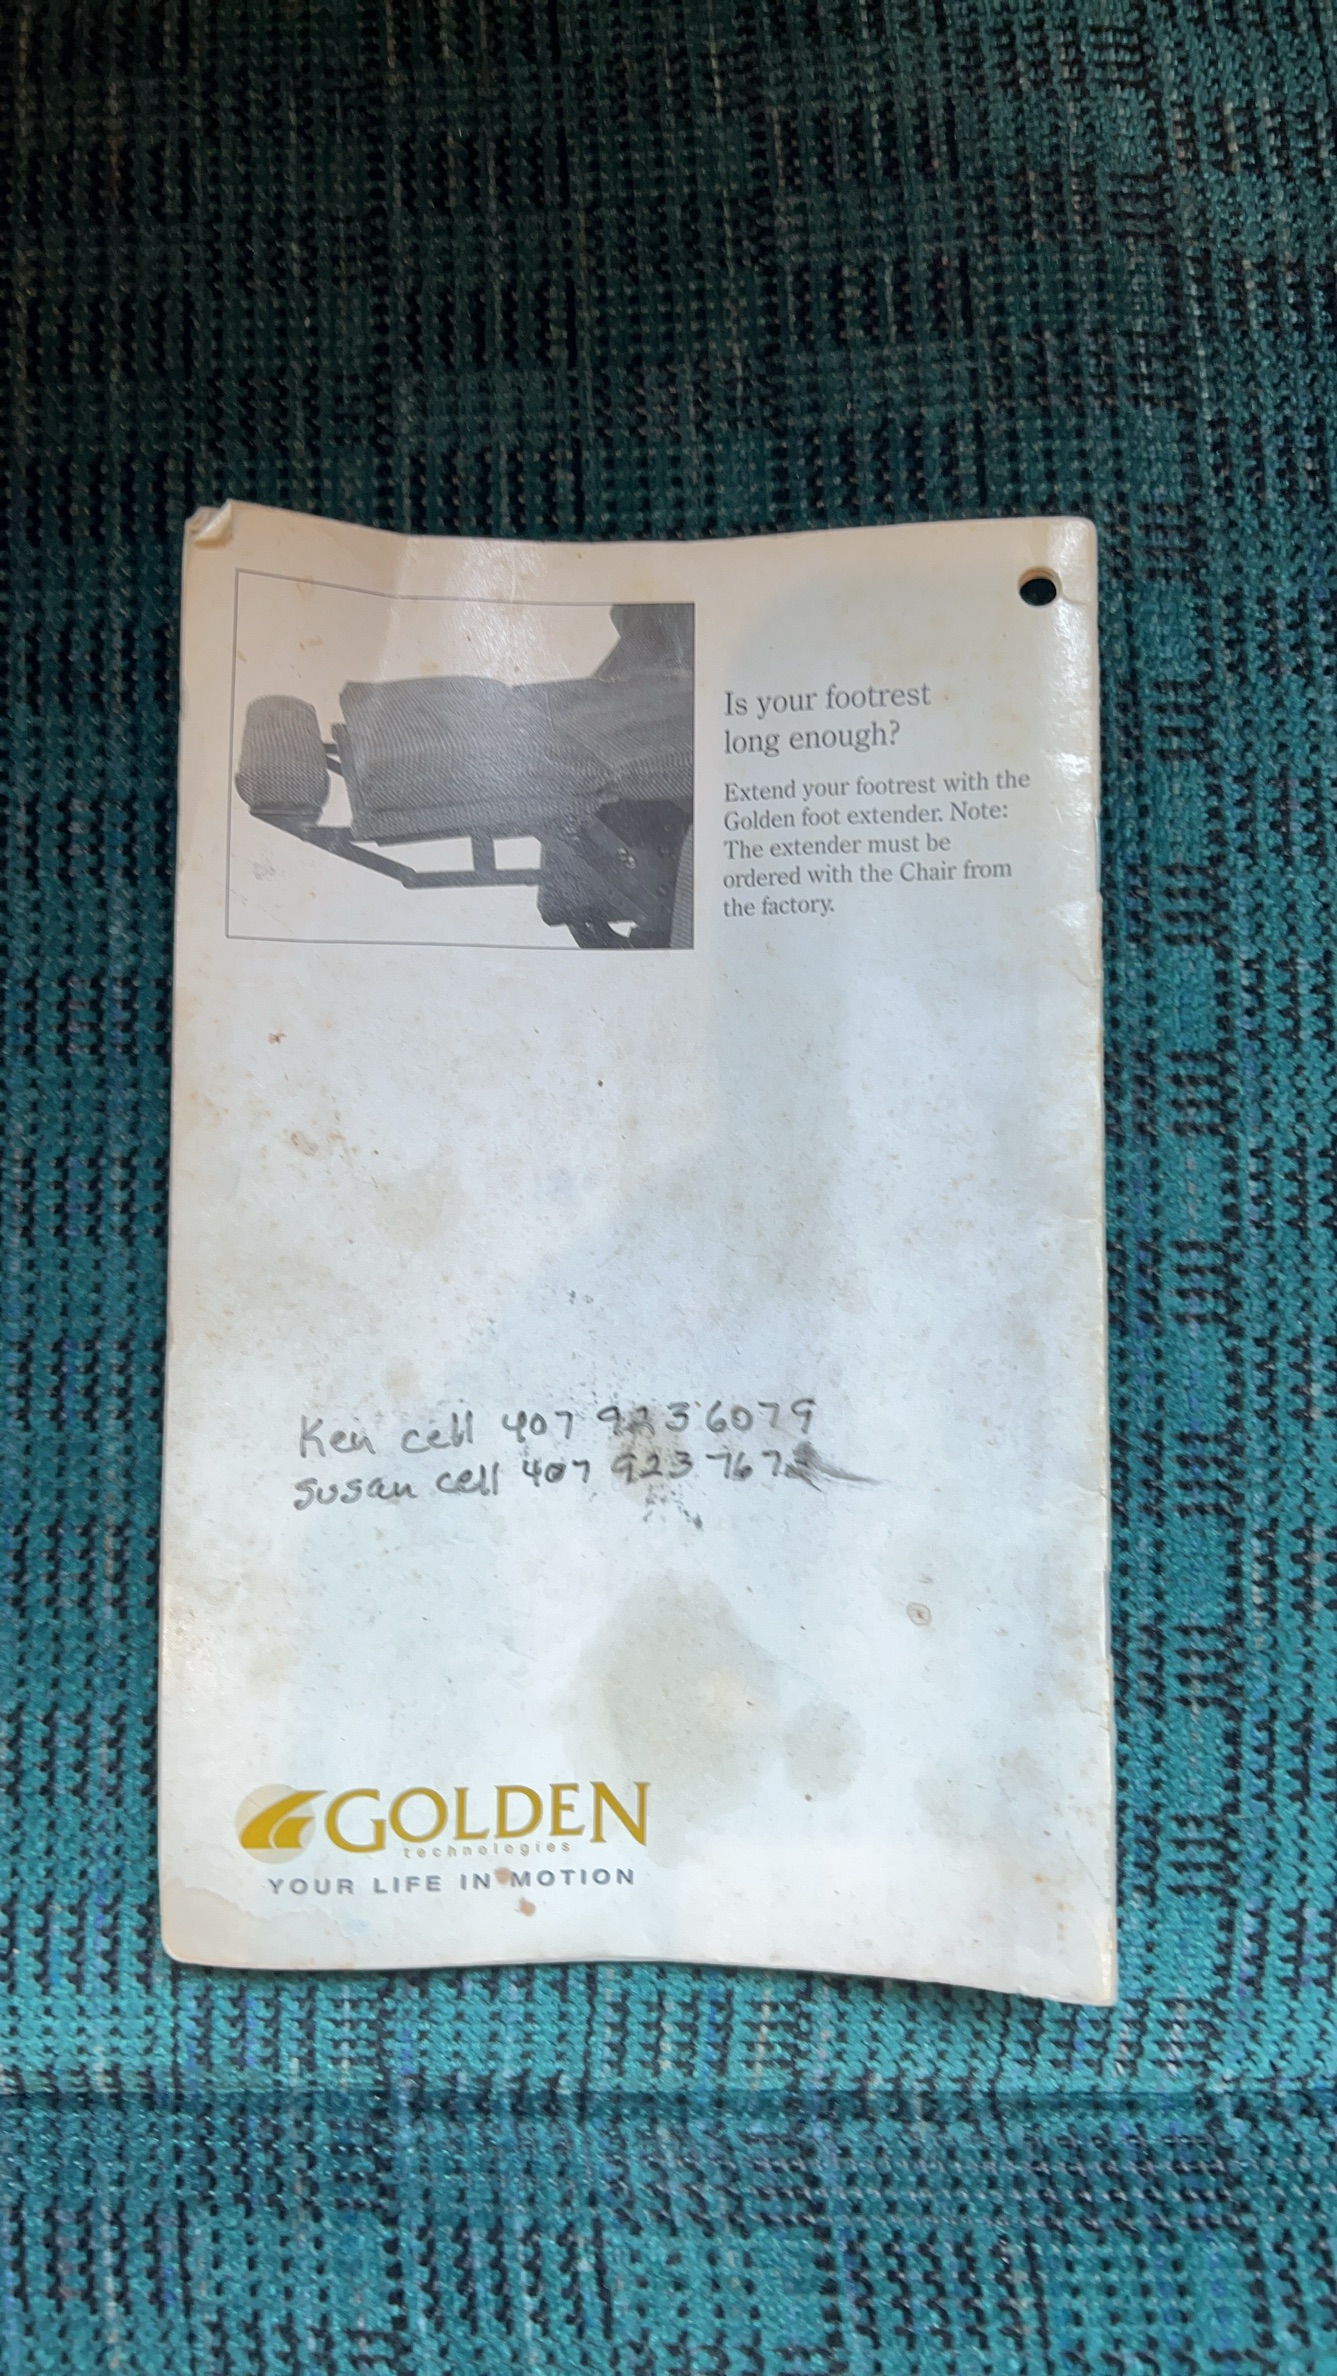 Is your footrest
long enough?
Extend your footrest with the
Golden foot extender. Note:
The extender must be
ordered with the Chair from
the factory.
Ken cell 407 923 6079
Susan cell 407 923
GOLDEN
technologies
YOUR LIFE IN MOTION